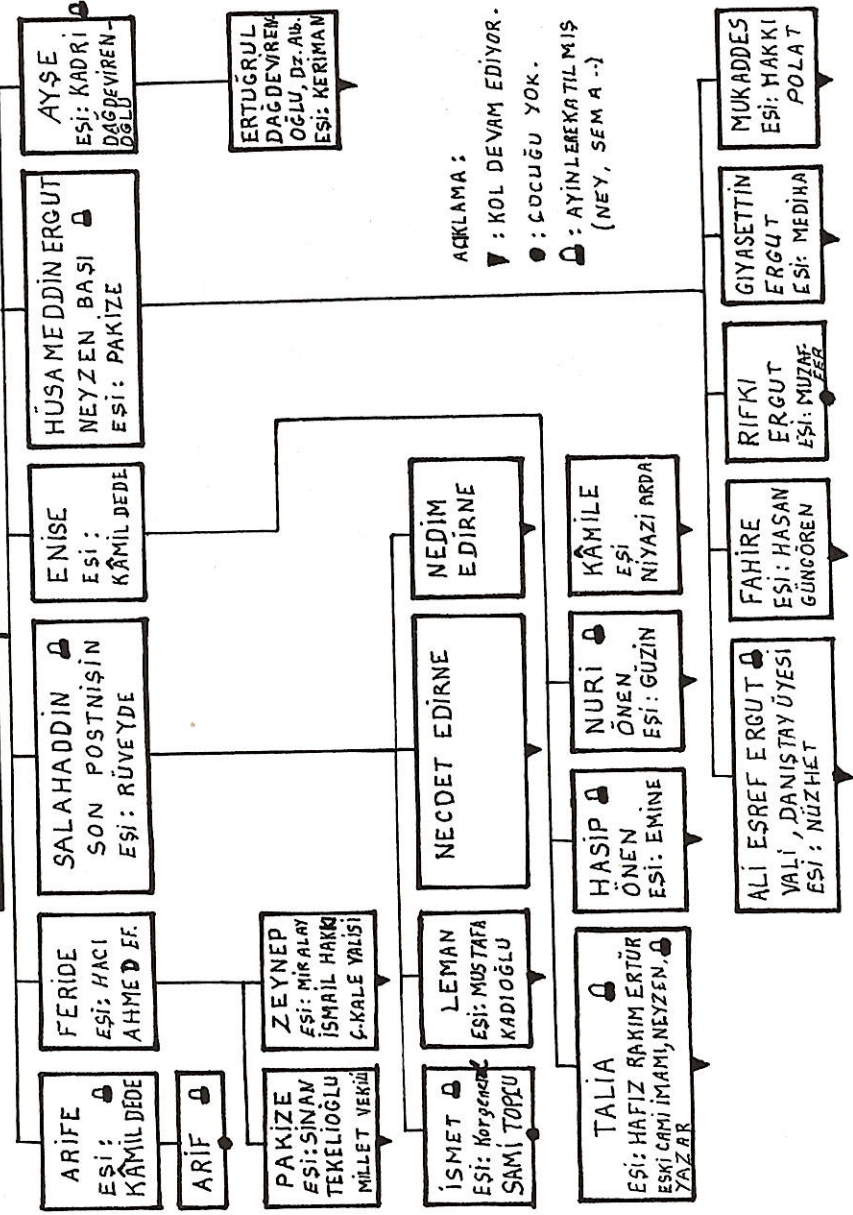 ARİFE
EŞİ:
KÂMİL DEDE
FERİDE
EŞİ: HACI
AHMED EF.
SALAHADDİN
SON POSTNİŞİN
EŞİ: RÜVEYDE
ENİSE
EŞİ:
KÂMİL DEDE
HÜSAMEDDİN ERGUT
NEYZEN BAŞI
EŞİ: PAKİZE
AYŞE
EŞİ: KADRİ
DAĞDEVİREN-
OĞLU
ARİF
PAKİZE
EŞİ: SİNAN
TEKELİOĞLU
MİLLET VEKİLİ
ZEYNEP
EŞİ: MİRALAY
İSMAİL HAKKI
Ç.KALE VALİSİ
ERTUĞRUL
DAĞDEVİREN
OĞLU, Dz. Alb.
EŞİ: KERİMAN
İSMET
EŞİ: Korgeneral
SAMİ TOPÇU
LEMAN
EŞİ: MUSTAFA
KADIOĞLU
NECDET EDİRNE
NEDİM
EDİRNE
AÇIKLAMA:
▼ : KOL DEVAM EDİYOR.
● : ÇOCUĞU YOK.
: AYİNLERE KATILMIŞ
(NEY, SEMA --)
TALİA
EŞİ: HAFIZ RAKIM ERTÜR
ESKİ CAMİ İMAMI, NEYZEN,
YAZAR
HASİP
ÖNEN
EŞİ: EMİNE
NURİ
ÖNEN
EŞİ: GÜZİN
KÂMİLE
EŞİ
NİYAZİ ARDA
ALİ EŞREF ERGUT
VALİ, DANIŞTAY ÜYESİ
EŞİ: NÜZHET
FAHİRE
EŞİ: HASAN
GÜNGÖREN
RIFKI
ERGUT
EŞİ: MUZAF-
FER
GIYASETTİN
ERGUT
EŞİ: MEDİHA
MUKADDES
EŞİ: HAKKI
POLAT